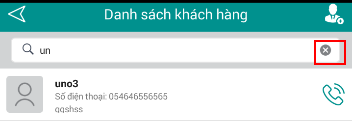 Danh sách khách hàng
un
uno3
Số điện thoại: 054646556565
qqshss